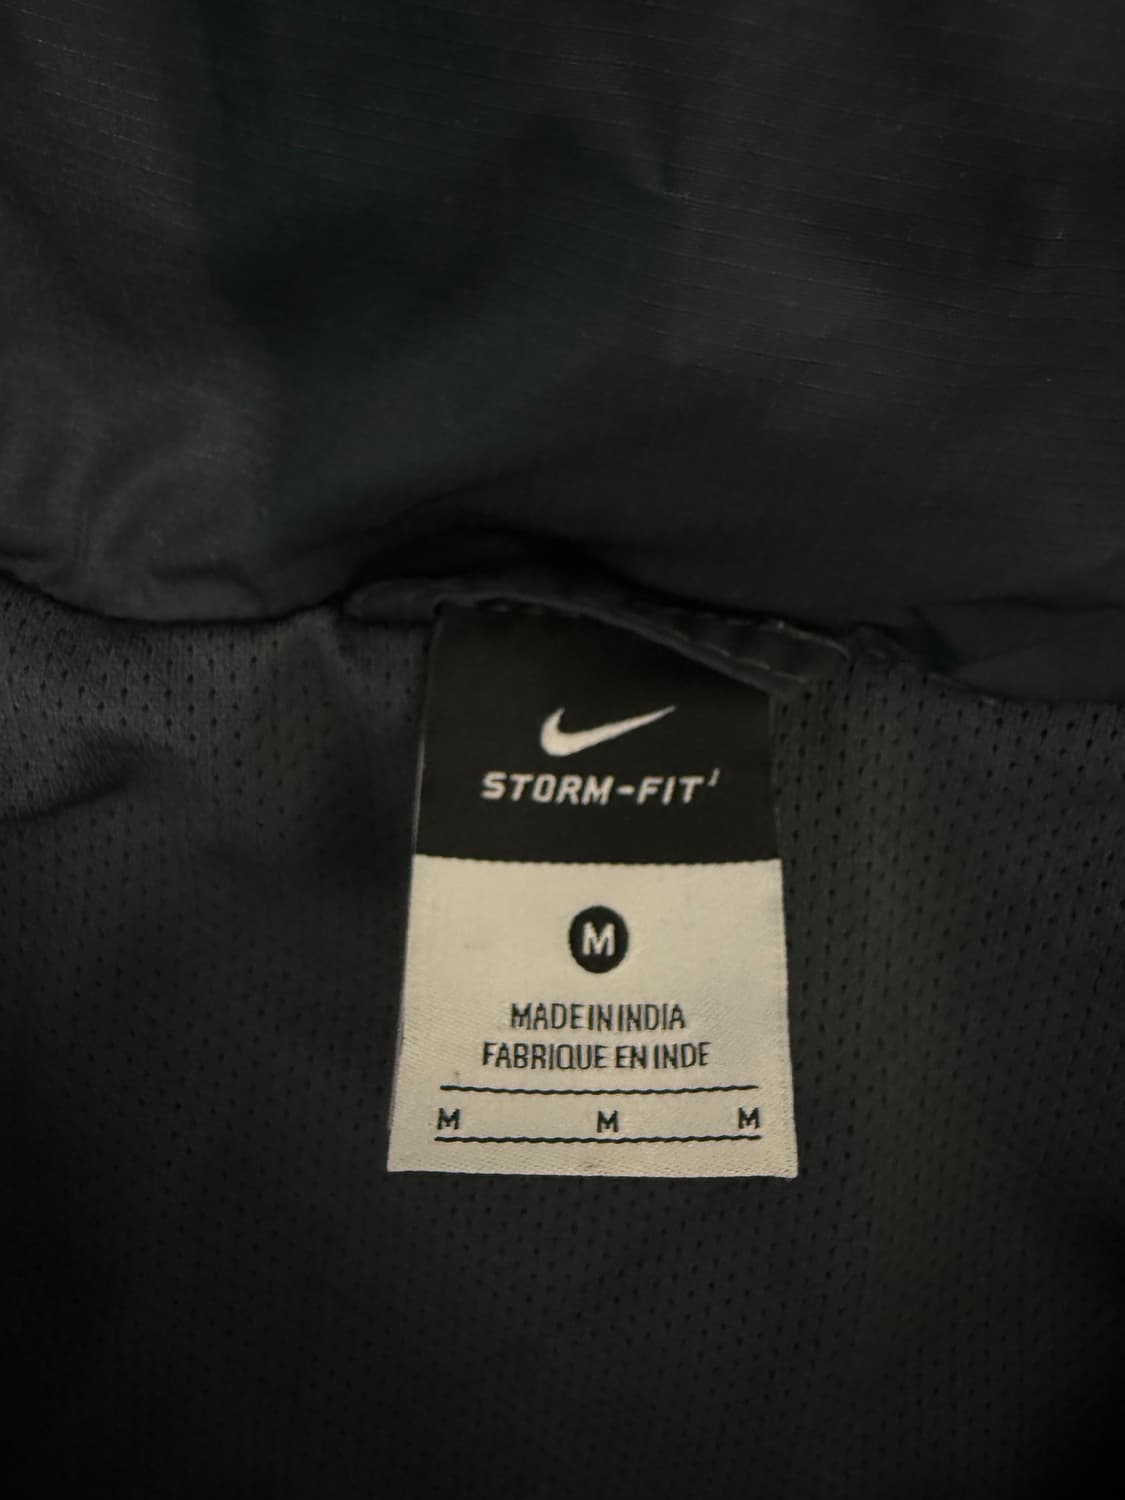 STORM-FIT
M
MADE IN INDIA
FABRIQUE EN INDE
M M M